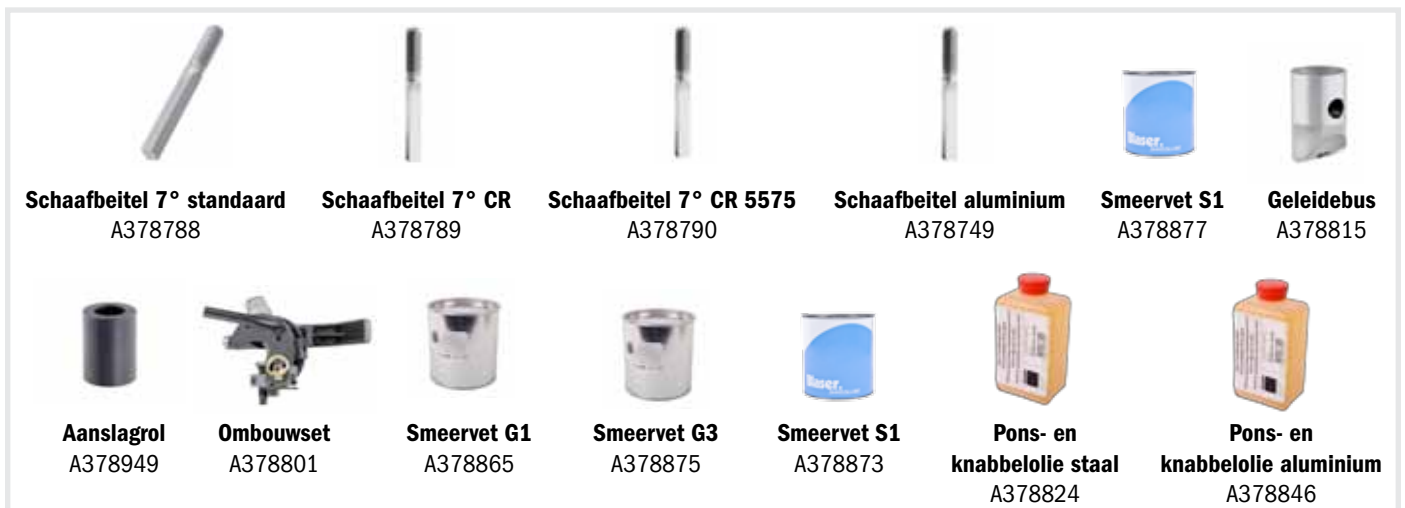 Blaser.
Schaafbeitel 7° standaard
A378788
Schaafbeitel 7° CR
A378789
Schaafbeitel 7° CR 5575
A378790
Schaafbeitel aluminium
A378749
Smeervet S1
A378877
Geleidebus
A378815
Blaser.
Aanslagrol
A378949
Ombouwset
A378801
Smeervet G1
A378865
Smeervet G3
A378875
Smeervet S1
A378873
Pons- en
knabbelolie staal
A378824
Pons- en
knabbelolie aluminium
A378846